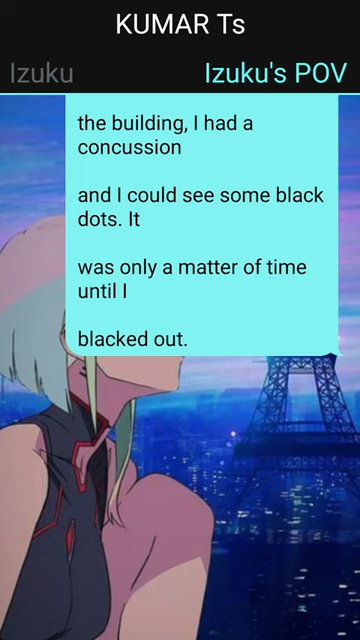 KUMAR Ts
Izuku
Izuku's POV
the building, I had a
concussion
and I could see some black
dots. It
was only a matter of time
until I
blacked out.